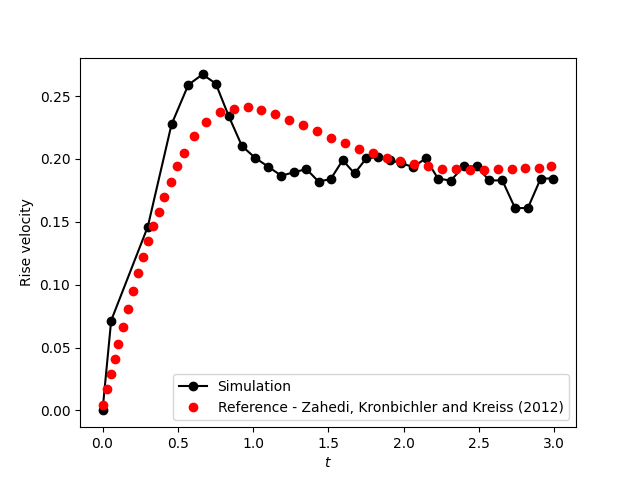 0.25
0.20
0.15
0.10
0.05
0.00
Rise velocity
0.0 0.5 1.0 1.5 2.0 2.5 3.0
t
Simulation
Reference - Zahedi, Kronbichler and Kreiss (2012)